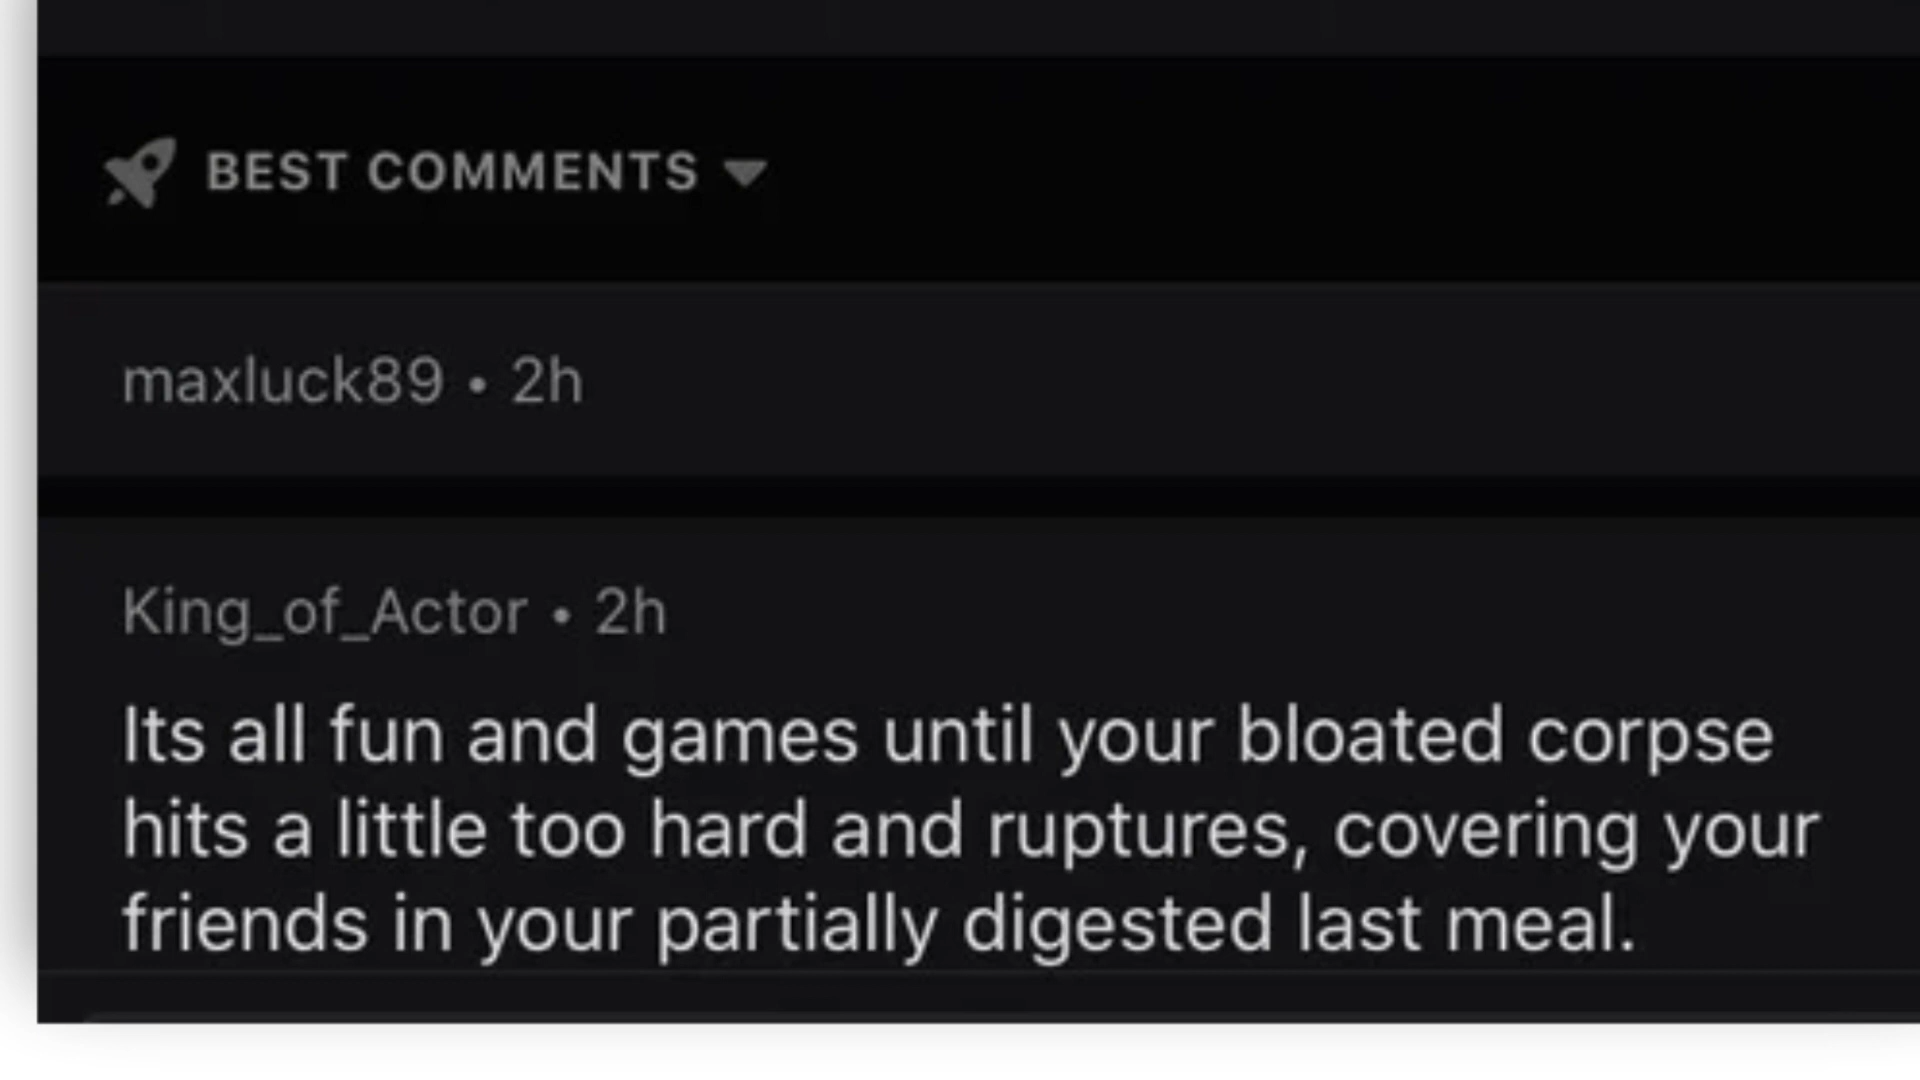 BEST COMMENTS
maxluck89 • 2h
King_of_Actor • 2h
Its all fun and games until your bloated corpse
hits a little too hard and ruptures, covering your
friends in your partially digested last meal.